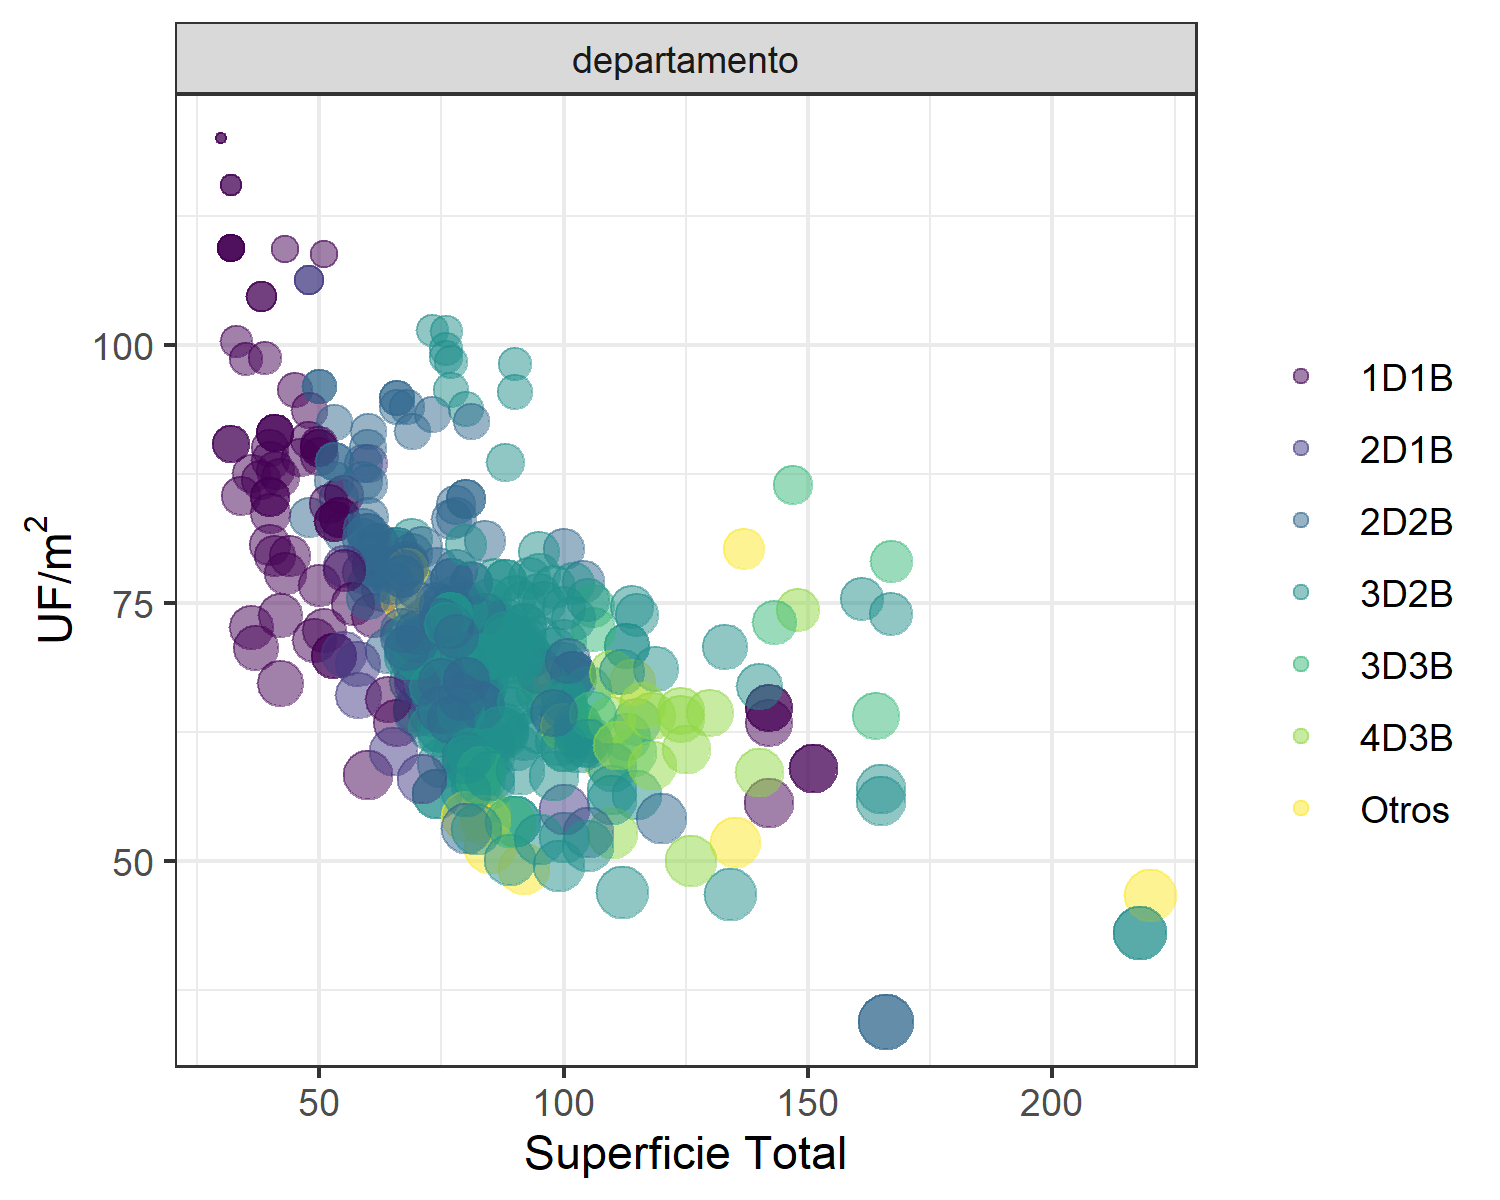 departamento
UF/m²
100
75
50
50
100
150
200
Superficie Total
1D1B
2D1B
2D2B
3D2B
3D3B
4D3B
Otros